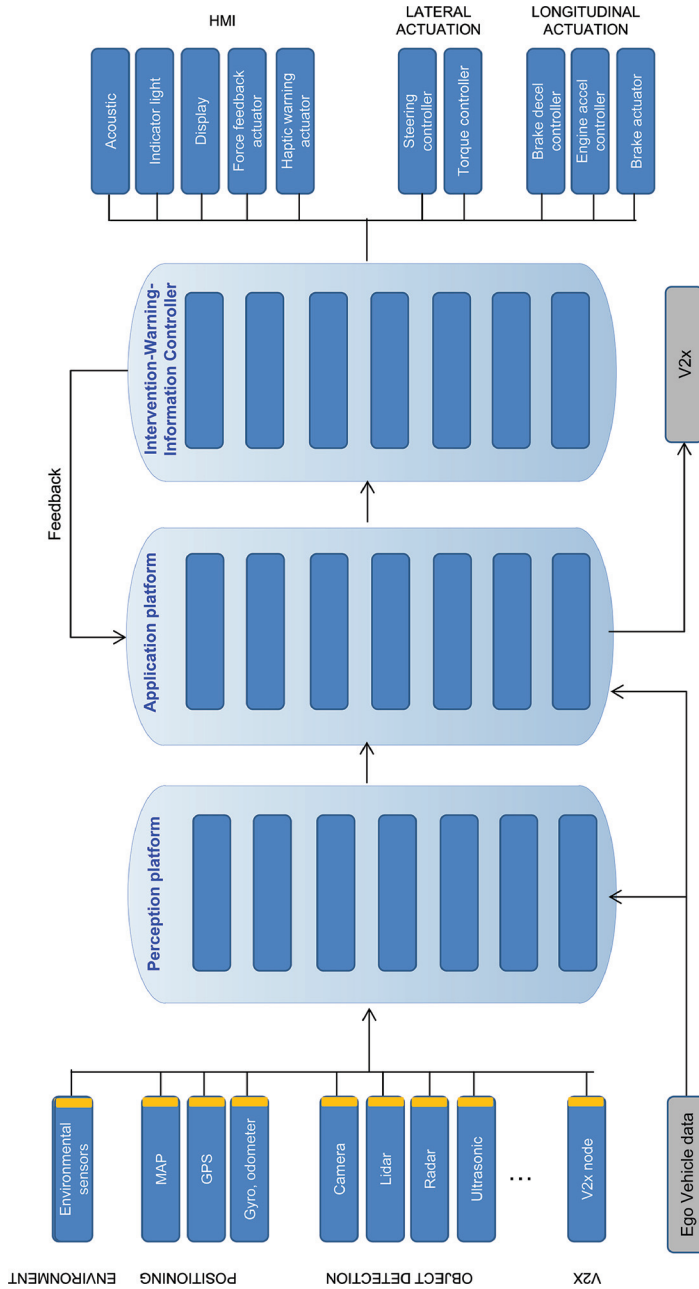 ENVIRONMENT
POSITIONING
OBJECT DETECTION
V2X
Environmental
sensors
MAP
GPS
Gyro, odometer
Camera
Lidar
Radar
Ultrasonic
...
V2x node
Ego Vehicle data
Perception platform
Application platform
Feedback
Intervention-Warning-
Information Controller
V2x
HMI
Acoustic
Indicator light
Display
Force feedback
actuator
Haptic warning
actuator
LATERAL
ACTUATION
Steering
controller
Torque controller
LONGITUDINAL
ACTUATION
Brake decel
controller
Engine accel
controller
Brake actuator